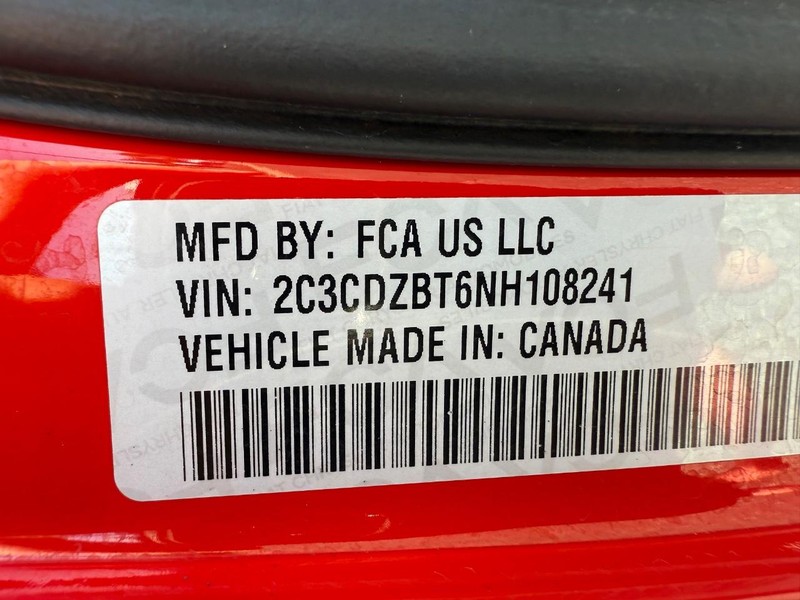 MFD BY: FCA US LLC
VIN: 2C3CDZBT6NH108241
VEHICLE MADE IN: CANADA